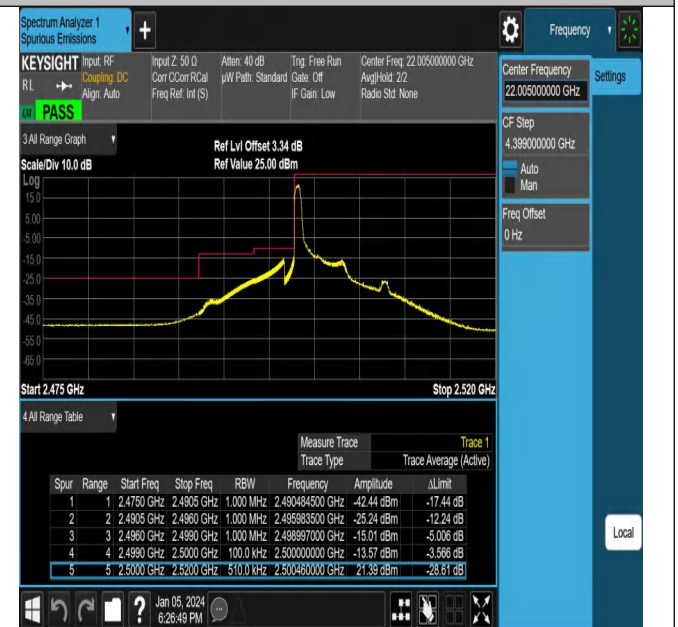 Spectrum Analyzer 1
Spurious Emissions
+
Frequency
KEYSIGHT Input: RF Input Z: 50 Ω Atten: 40 dB Trig: Free Run Center Freq: 22.005000000 GHz
RL Coupling: DC Corr CCorr RCal µW Path: Standard Gate: Off Avg|Hold: 2/2
Align: Auto Freq Ref: Int (S) IF Gain: Low Radio Std: None
PASS
Center Frequency
22.005000000 GHz
Settings
CF Step
4.399000000 GHz
Auto
Man
Freq Offset
0 Hz
3 All Range Graph
Ref Lvl Offset 3.34 dB
Scale/Div 10.0 dB Ref Value 25.00 dBm
Log
15.0
5.00
-5.00
-15.0
-25.0
-35.0
-45.0
-55.0
-65.0
Start 2.475 GHz Stop 2.520 GHz
4 All Range Table
Measure Trace Trace 1
Trace Type Trace Average (Active)
Spur Range Start Freq Stop Freq RBW Frequency Amplitude ΔLimit
1 1 2.4750 GHz 2.4905 GHz 1.000 MHz 2.490484500 GHz -42.44 dBm -17.44 dB
2 2 2.4905 GHz 2.4960 GHz 1.000 MHz 2.495983500 GHz -25.24 dBm -12.24 dB
3 3 2.4960 GHz 2.4990 GHz 1.000 MHz 2.498997000 GHz -15.01 dBm -5.006 dB
4 4 2.4990 GHz 2.5000 GHz 100.0 kHz 2.500000000 GHz -13.57 dBm -3.566 dB
5 5 2.5000 GHz 2.5200 GHz 510.0 kHz 2.500460000 GHz 21.39 dBm -28.61 dB
Local
? Jan 05, 2024
6:26:49 PM